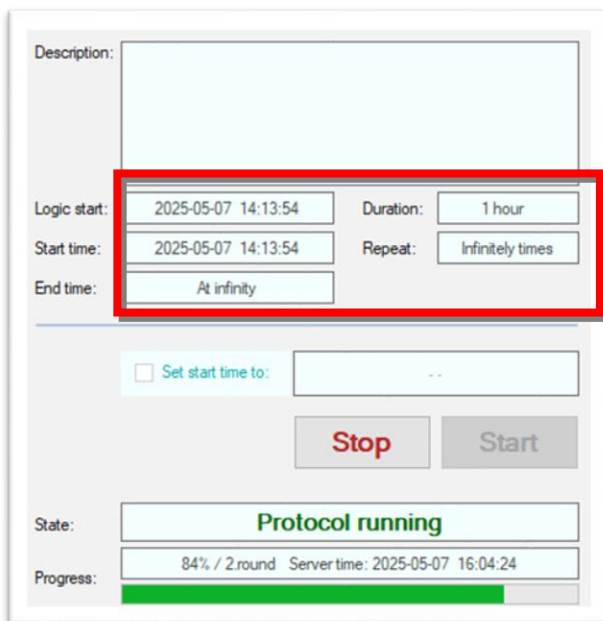 Description:
Logic start: 2025-05-07 14:13:54 Duration: 1 hour
Start time: 2025-05-07 14:13:54 Repeat: Infinitely times
End time: At infinity
Set start time to: - -
Stop Start
State: Protocol running
Progress: 84% / 2.round Server time: 2025-05-07 16:04:24